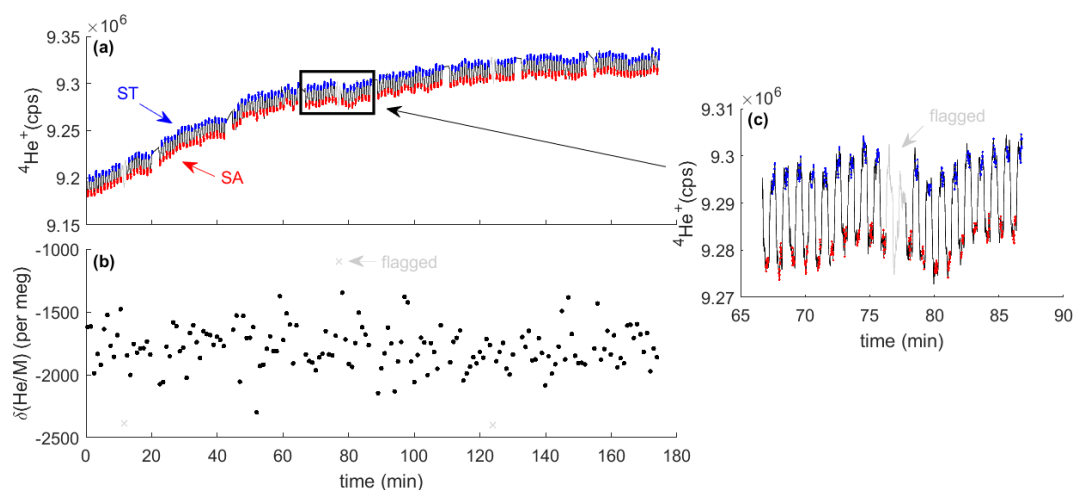 ×10⁶
(a)
9.35
9.3
9.25
9.2
9.15
⁴He⁺(cps)
ST
SA
(b)
-1000
-1500
-2000
-2500
δ(He/M) (per meg)
flagged
0 20 40 60 80 100 120 140 160 180
time (min)
×10⁶
(c)
9.31
9.3
9.29
9.28
9.27
⁴He⁺(cps)
flagged
65 70 75 80 85 90
time (min)